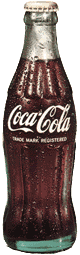 Coca-Cola
TRADE MARK REGISTERED